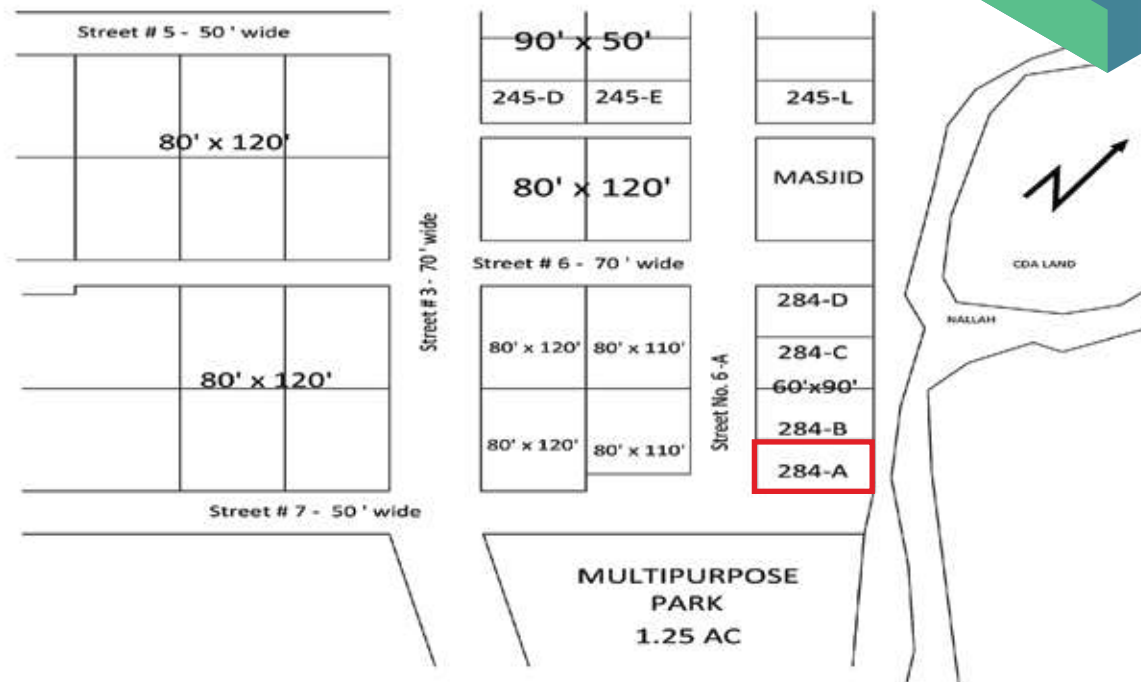 Street # 5 - 50 ' wide
90' x 50'
245-D
245-E
245-L
80' x 120'
80' x 120'
MASJID
Street # 3 - 70 ' wide
Street # 6 - 70 ' wide
CDA LAND
NALLAH
284-D
80' x 120'
80' x 110'
284-C
80' x 120'
60'x90'
Street No. 6 -A
284-B
80' x 120'
80' x 110'
284-A
Street # 7 - 50 ' wide
MULTIPURPOSE
PARK
1.25 AC